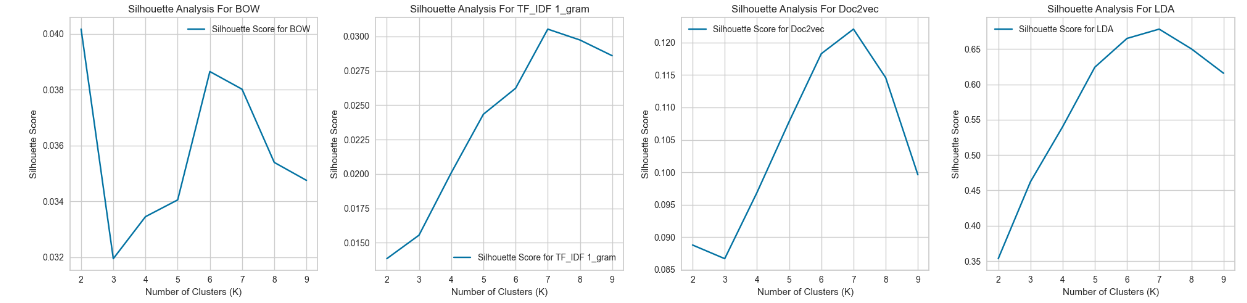 Silhouette Analysis For BOW
Silhouette Score for BOW
0.040
0.038
0.036
0.034
0.032
Silhouette Score
2 3 4 5 6 7 8 9
Number of Clusters (K)
Silhouette Analysis For TF_IDF 1_gram
0.0300
0.0275
0.0250
0.0225
0.0200
0.0175
0.0150
Silhouette Score
Silhouette Score for TF_IDF 1_gram
2 3 4 5 6 7 8 9
Number of Clusters (K)
Silhouette Analysis For Doc2vec
Silhouette Score for Doc2vec
0.120
0.115
0.110
0.105
0.100
0.095
0.090
0.085
Silhouette Score
2 3 4 5 6 7 8 9
Number of Clusters (K)
Silhouette Analysis For LDA
Silhouette Score for LDA
0.65
0.60
0.55
0.50
0.45
0.40
0.35
Silhouette Score
2 3 4 5 6 7 8 9
Number of Clusters (K)